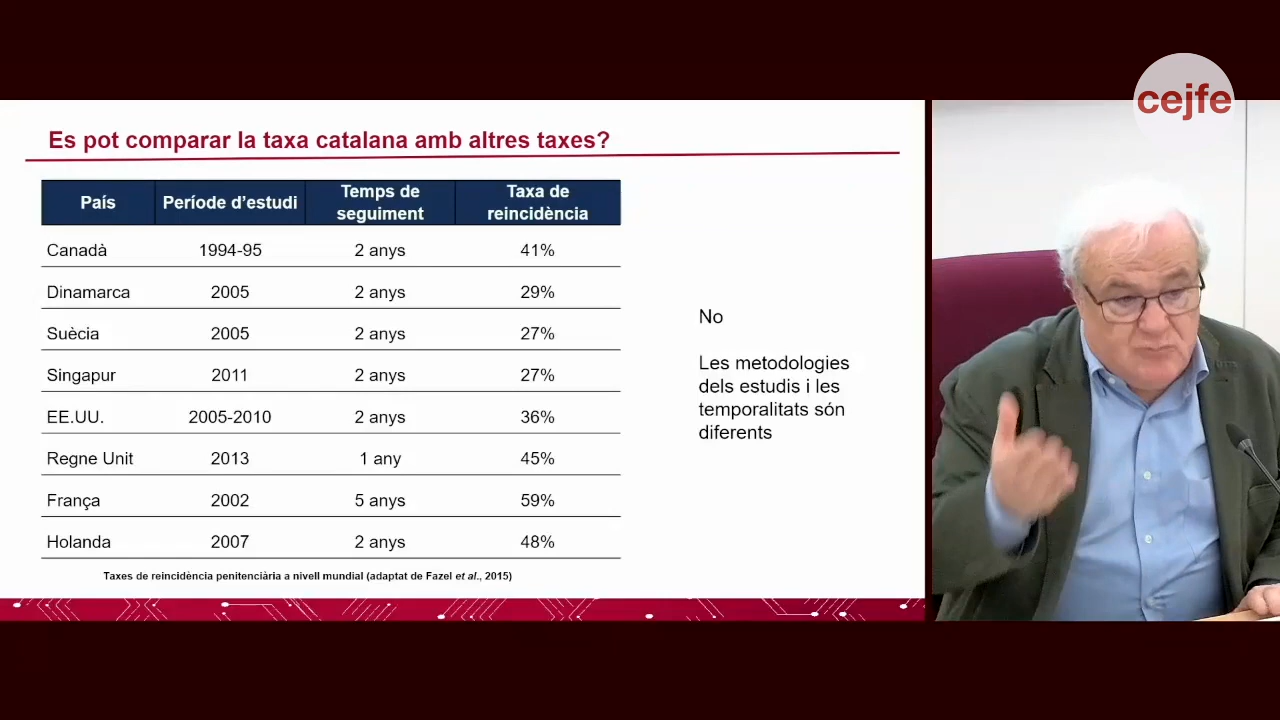 cejfe
Es pot comparar la taxa catalana amb altres taxes?
País Període d'estudi Temps de seguiment Taxa de reincidència
Canadà 1994-95 2 anys 41%
Dinamarca 2005 2 anys 29%
Suècia 2005 2 anys 27%
Singapur 2011 2 anys 27%
EE.UU. 2005-2010 2 anys 36%
Regne Unit 2013 1 any 45%
França 2002 5 anys 59%
Holanda 2007 2 anys 48%
Taxes de reincidència penitenciària a nivell mundial (adaptat de Fazel et al., 2015)
No
Les metodologies
dels estudis i les
temporalitats són
diferents